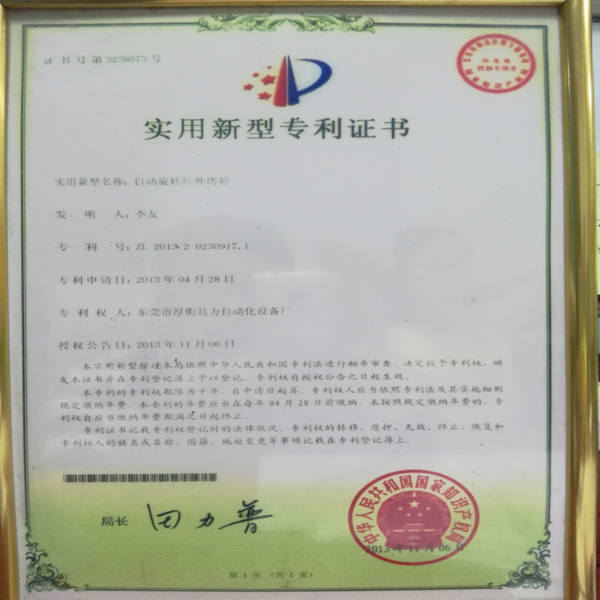 证书号第3239573号
实用新型专利证书
实用新型名称：自动旋转红外烤箱
发 明 人：李友
专 利 号：ZL 2013 2 0230917.1
专利申请日：2013年04月28日
专 利 权 人：东莞市厚街其力自动化设备厂
授权公告日：2013年11月06日
本实用新型经过本局依照中华人民共和国专利法进行初步审查，决定授予专利权，颁
发本证书并在专利登记簿上予以登记。专利权自授权公告之日起生效。
本专利的专利权期限为十年，自申请日起算。专利权人应当依照专利法及其实施细则
规定缴纳年费。本专利的年费应当在每年04月28日前缴纳。未按照规定缴纳年费的，专
利权自应当缴纳年费期满之日起终止。
专利证书记载专利权登记时的法律状况。专利权的转移、质押、无效、终止、恢复和
专利权人的姓名或名称、国籍、地址变更等事项记载在专利登记簿上。
局长 田力普
中华人民共和国国家知识产权局
2013年11月06日
第1页（共1页）